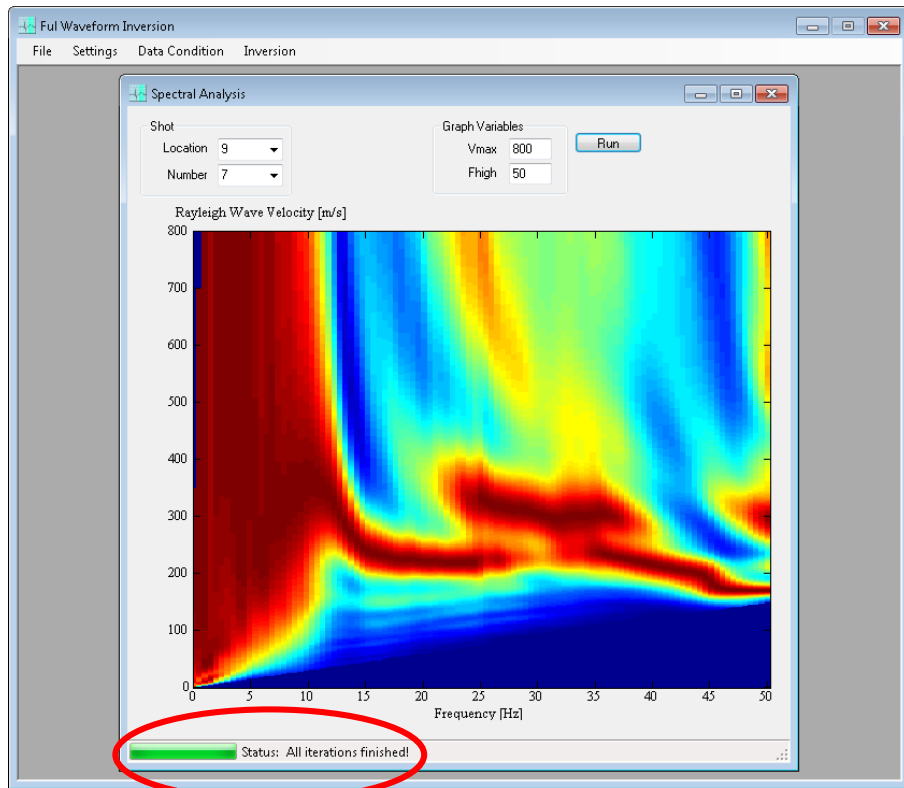 Ful Waveform Inversion
File Settings Data Condition Inversion
Spectral Analysis
Shot
Location 9
Number 7
Graph Variables
Vmax 800
Fhigh 50
Run
Rayleigh Wave Velocity [m/s]
800
700
600
500
400
300
200
100
0
0 5 10 15 20 25 30 35 40 45 50
Frequency [Hz]
Status: All iterations finished!